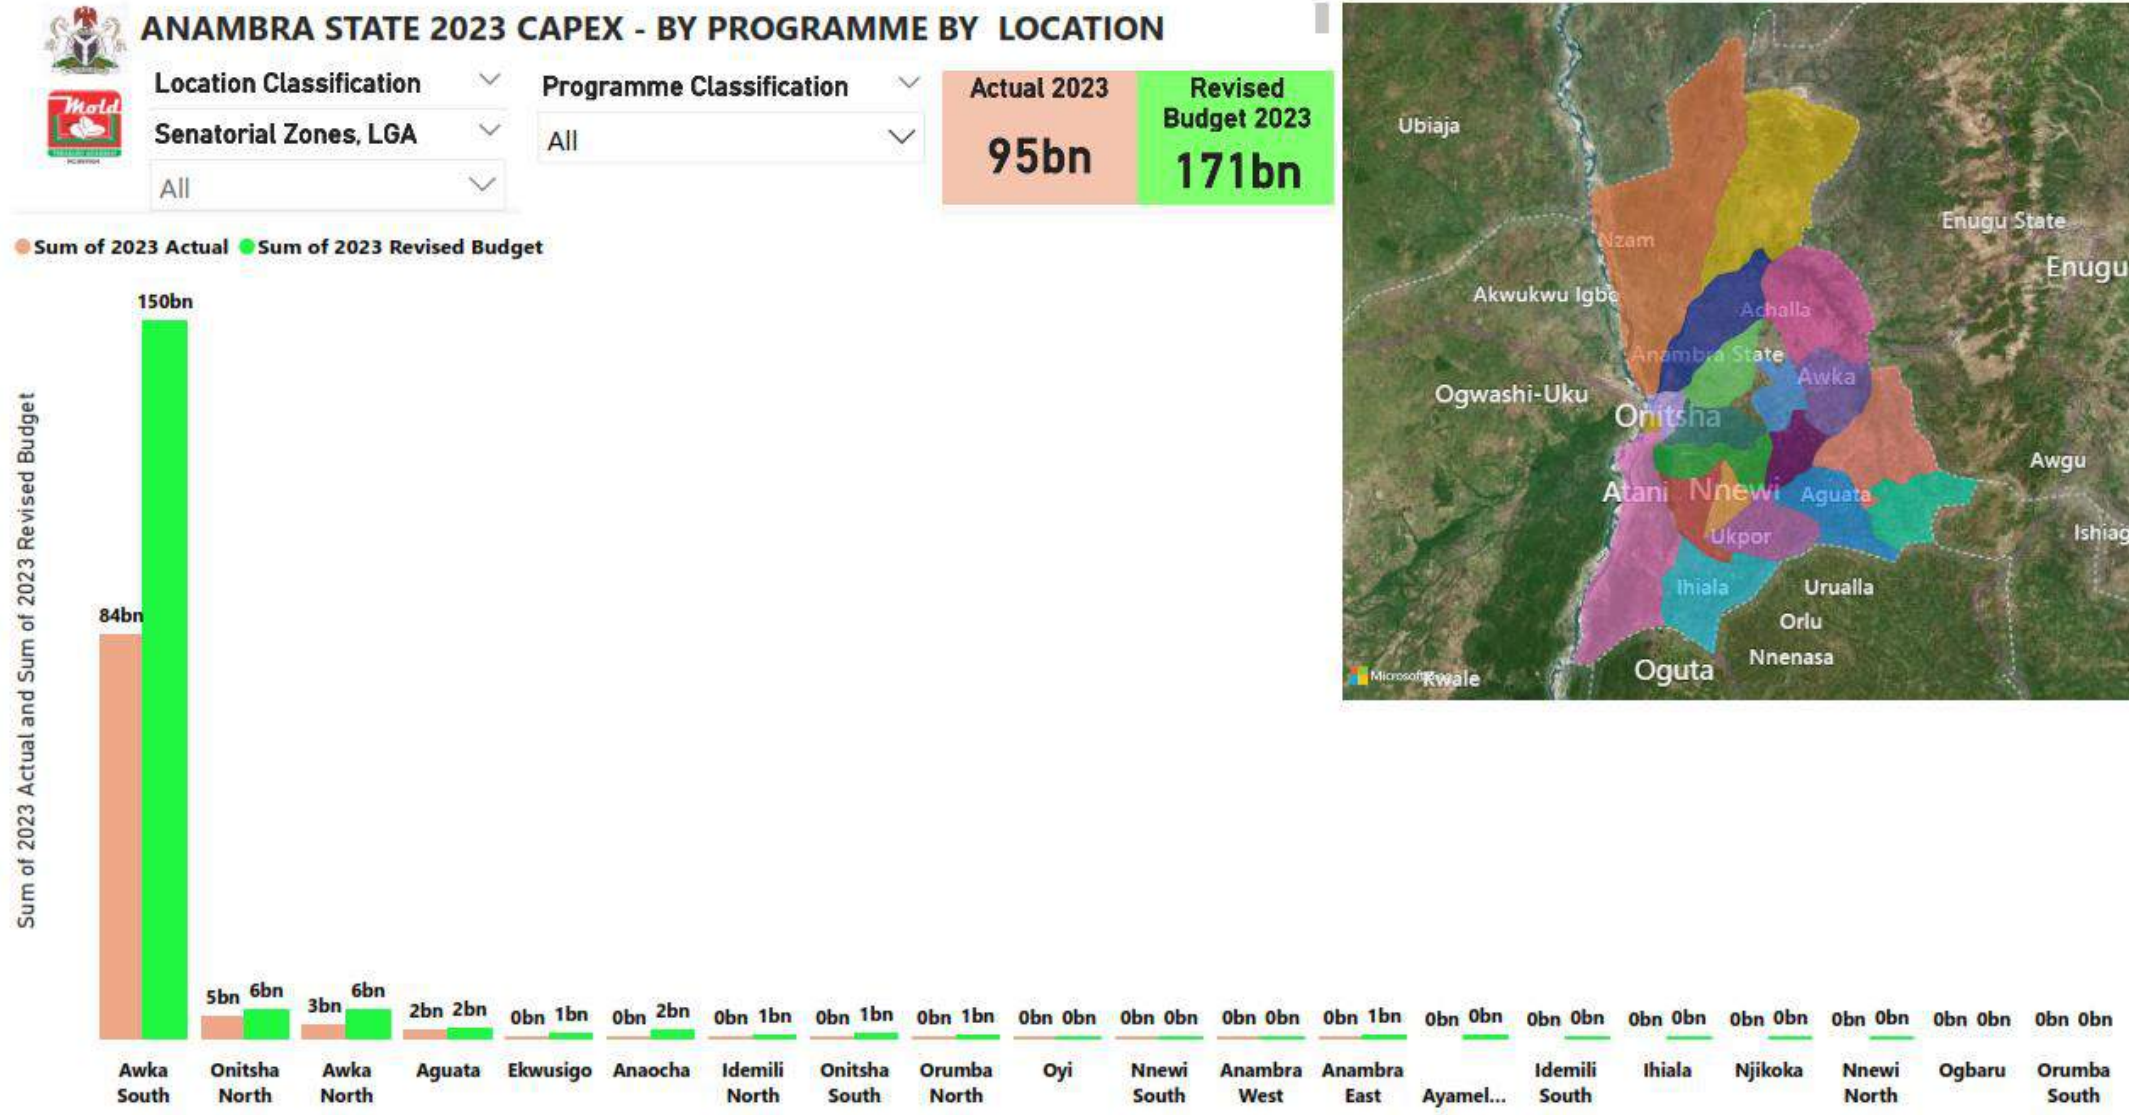 ANAMBRA STATE 2023 CAPEX - BY PROGRAMME BY LOCATION
Mold
Location Classification
Senatorial Zones, LGA
All
Programme Classification
All
Actual 2023
95bn
Revised
Budget 2023
171bn
Sum of 2023 Actual Sum of 2023 Revised Budget
Sum of 2023 Actual and Sum of 2023 Revised Budget
150bn
84bn
5bn 6bn
3bn 6bn
2bn 2bn
0bn 1bn
0bn 2bn
0bn 1bn
0bn 1bn
0bn 1bn
0bn 0bn
0bn 0bn
0bn 0bn
0bn 1bn
0bn 0bn
0bn 0bn
0bn 0bn
0bn 0bn
0bn 0bn
0bn 0bn
0bn 0bn
Awka
South
Onitsha
North
Awka
North
Aguata
Ekwusigo
Anaocha
Idemili
North
Onitsha
South
Orumba
North
Oyi
Nnewi
South
Anambra
West
Anambra
East
Ayamel...
Idemili
South
Ihiala
Njikoka
Nnewi
North
Ogbaru
Orumba
South
Ubiaja
Enugu State
Nzam
Enugu
Akwukwu Igbo
Achalla
Anambra State
Awka
Ogwashi-Uku
Onitsha
Awgu
Atani
Nnewi
Aguata
Ukpor
Ishiag
Ihiala
Urualla
Orlu
Nnenasa
Oguta
Microsoft
Kwale